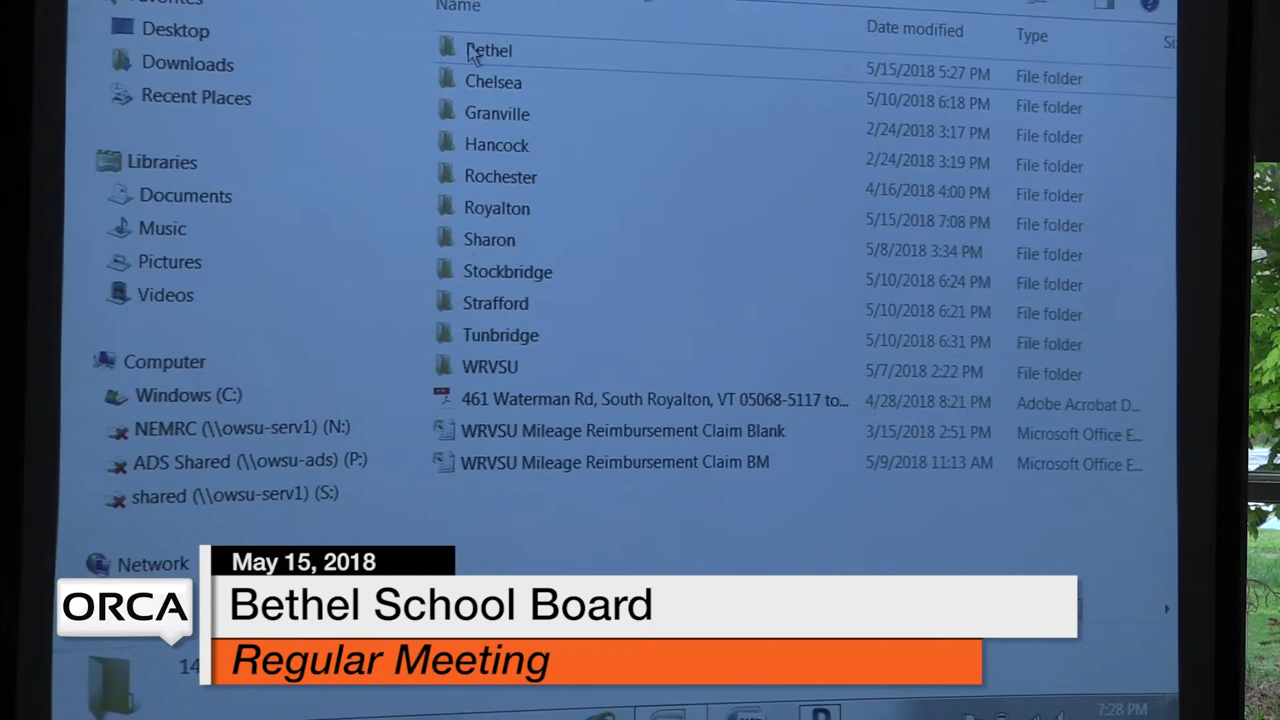 Name Date modified Type
Desktop
Downloads
Recent Places
Libraries
Documents
Music
Pictures
Videos
Computer
Windows (C:)
NEMRC (\\owsu-serv1) (N:)
ADS Shared (\\owsu-ads) (P:)
shared (\\owsu-serv1) (S:)
Network
Bethel 5/15/2018 5:27 PM File folder
Chelsea 5/10/2018 6:18 PM File folder
Granville 2/24/2018 3:17 PM File folder
Hancock 2/24/2018 3:19 PM File folder
Rochester 4/16/2018 4:00 PM File folder
Royalton 5/15/2018 7:08 PM File folder
Sharon 5/8/2018 3:34 PM File folder
Stockbridge 5/10/2018 6:24 PM File folder
Strafford 5/10/2018 6:21 PM File folder
Tunbridge 5/10/2018 6:31 PM File folder
WRVSU 5/7/2018 2:22 PM File folder
461 Waterman Rd, South Royalton, VT 05068-5117 to... 4/28/2018 8:21 PM Adobe Acrobat D...
WRVSU Mileage Reimbursement Claim Blank 3/15/2018 2:51 PM Microsoft Office E...
WRVSU Mileage Reimbursement Claim BM 5/9/2018 11:13 AM Microsoft Office E...
May 15, 2018
ORCA
Bethel School Board
Regular Meeting
14
7:28 PM